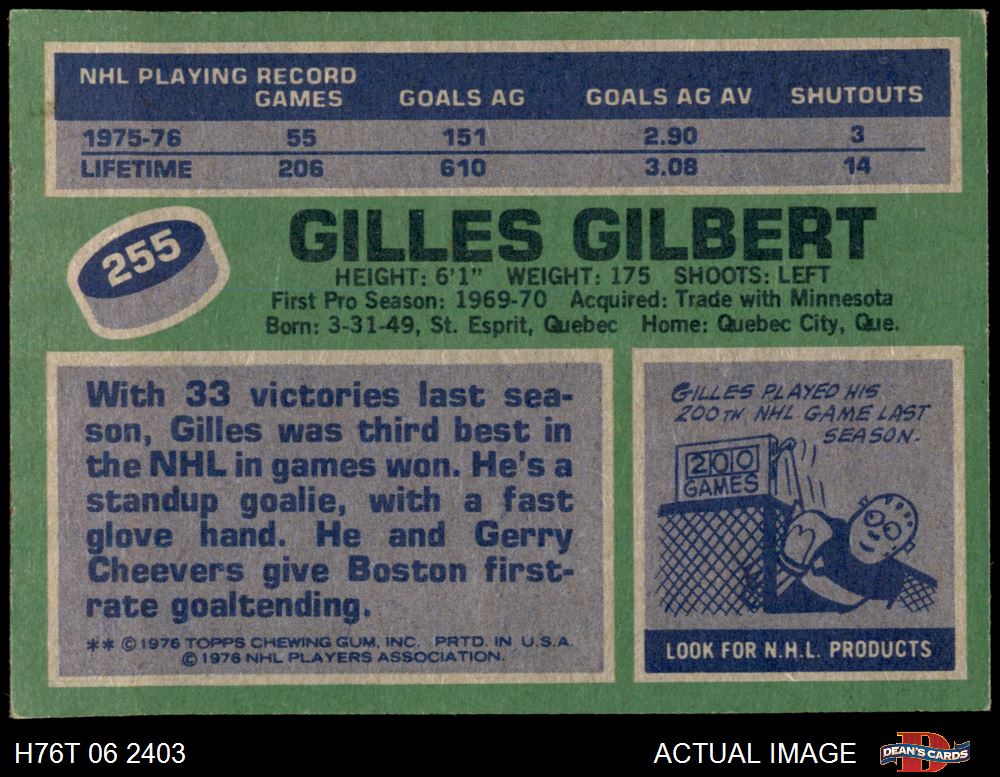 NHL PLAYING RECORD
GAMES GOALS AG GOALS AG AV SHUTOUTS
1975-76 55 151 2.90 3
LIFETIME 206 610 3.08 14
255
GILLES GILBERT
HEIGHT: 6'1" WEIGHT: 175 SHOOTS: LEFT
First Pro Season: 1969-70 Acquired: Trade with Minnesota
Born: 3-31-49, St. Esprit, Quebec Home: Quebec City, Que.
With 33 victories last sea-
son, Gilles was third best in
the NHL in games won. He's a
standup goalie, with a fast
glove hand. He and Gerry
Cheevers give Boston first-
rate goaltending.
** ©1976 TOPPS CHEWING GUM, INC. PRTD. IN U.S.A.
©1976 NHL PLAYERS ASSOCIATION.
GILLES PLAYED HIS
200TH NHL GAME LAST
SEASON.
200
GAMES
LOOK FOR N.H.L. PRODUCTS
H76T 06 2403
ACTUAL IMAGE
D
DEAN'S CARDS